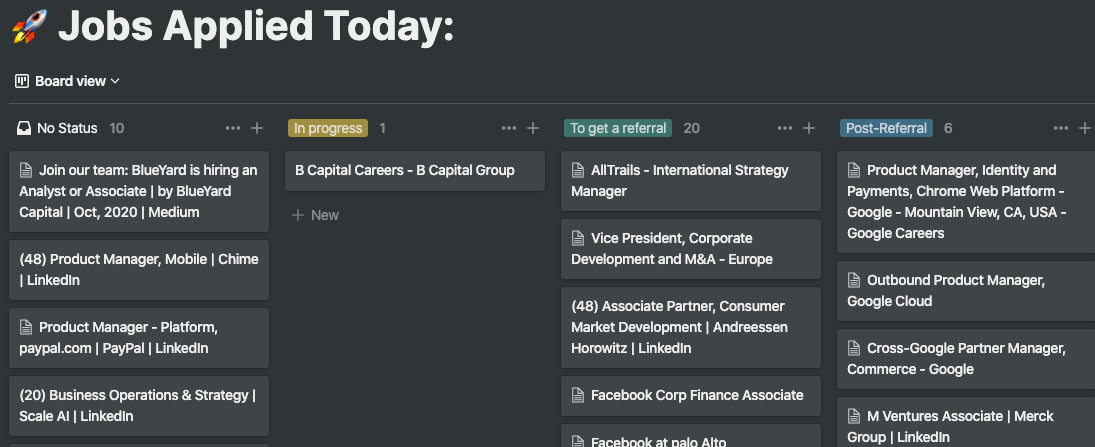 🚀 Jobs Applied Today:
Board view
No Status 10
Join our team: BlueYard is hiring an
Analyst or Associate | by BlueYard
Capital | Oct, 2020 | Medium
(48) Product Manager, Mobile | Chime
| LinkedIn
Product Manager - Platform,
paypal.com | PayPal | LinkedIn
(20) Business Operations & Strategy |
Scale AI | LinkedIn
In progress 1
B Capital Careers - B Capital Group
+ New
To get a referral 20
AllTrails - International Strategy
Manager
Vice President, Corporate
Development and M&A - Europe
(48) Associate Partner, Consumer
Market Development | Andreessen
Horowitz | LinkedIn
Facebook Corp Finance Associate
Facebook at palo Alto
Post-Referral 6
Product Manager, Identity and
Payments, Chrome Web Platform -
Google - Mountain View, CA, USA -
Google Careers
Outbound Product Manager,
Google Cloud
Cross-Google Partner Manager,
Commerce - Google
M Ventures Associate | Merck
Group | LinkedIn